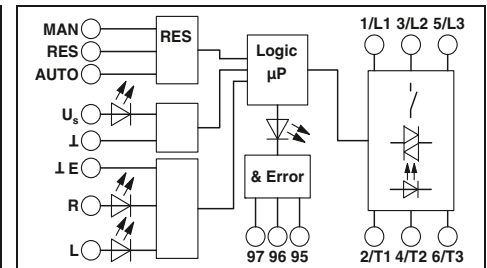 MAN
RES
AUTO
RES
Us
⊥
⊥ E
R
L
Logic
µP
& Error
97 96 95
1/L1 3/L2 5/L3
2/T1 4/T2 6/T3